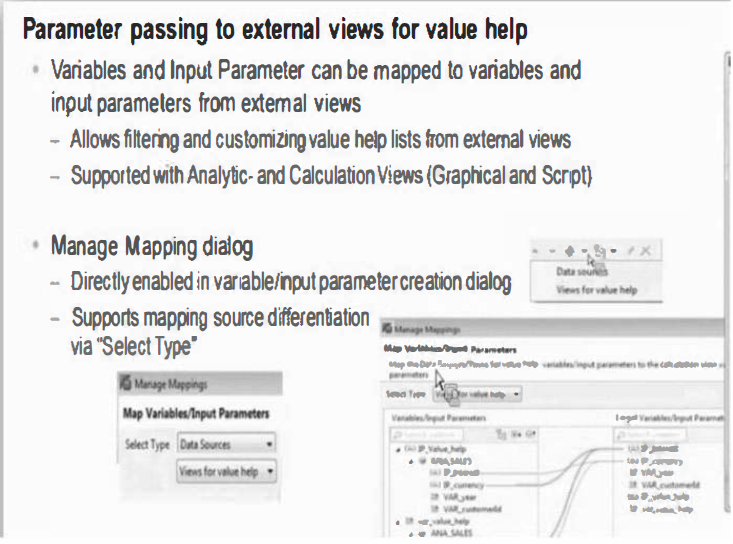 Parameter passing to external views for value help
Variables and Input Parameter can be mapped to variables and
input parameters from external views
– Allows filtering and customizing value help lists from external views
– Supported with Analytic- and Calculation Views (Graphical and Script)
Manage Mapping dialog
– Directly enabled in variable/input parameter creation dialog
– Supports mapping source differentiation
via "Select Type"
Data sources
Views for value help
Manage Mappings
Map Variables/Input Parameters
Select Type Data Sources
Views for value help
Manage Mappings
Map Variables/Input Parameters
Map the Data Sources/Views for value help variables/input parameters to the calculation view
parameters
Select Type Views for value help
Variables/Input Parameters
IP_Value_help
ANA_SALES
IP_currency
VAR_year
VAR_customerId
var_value_help
ANA_SALES
Target Variables/Input Paramet
IP_currency
VAR_year
VAR_customerId
IP_value_help
var_value_help